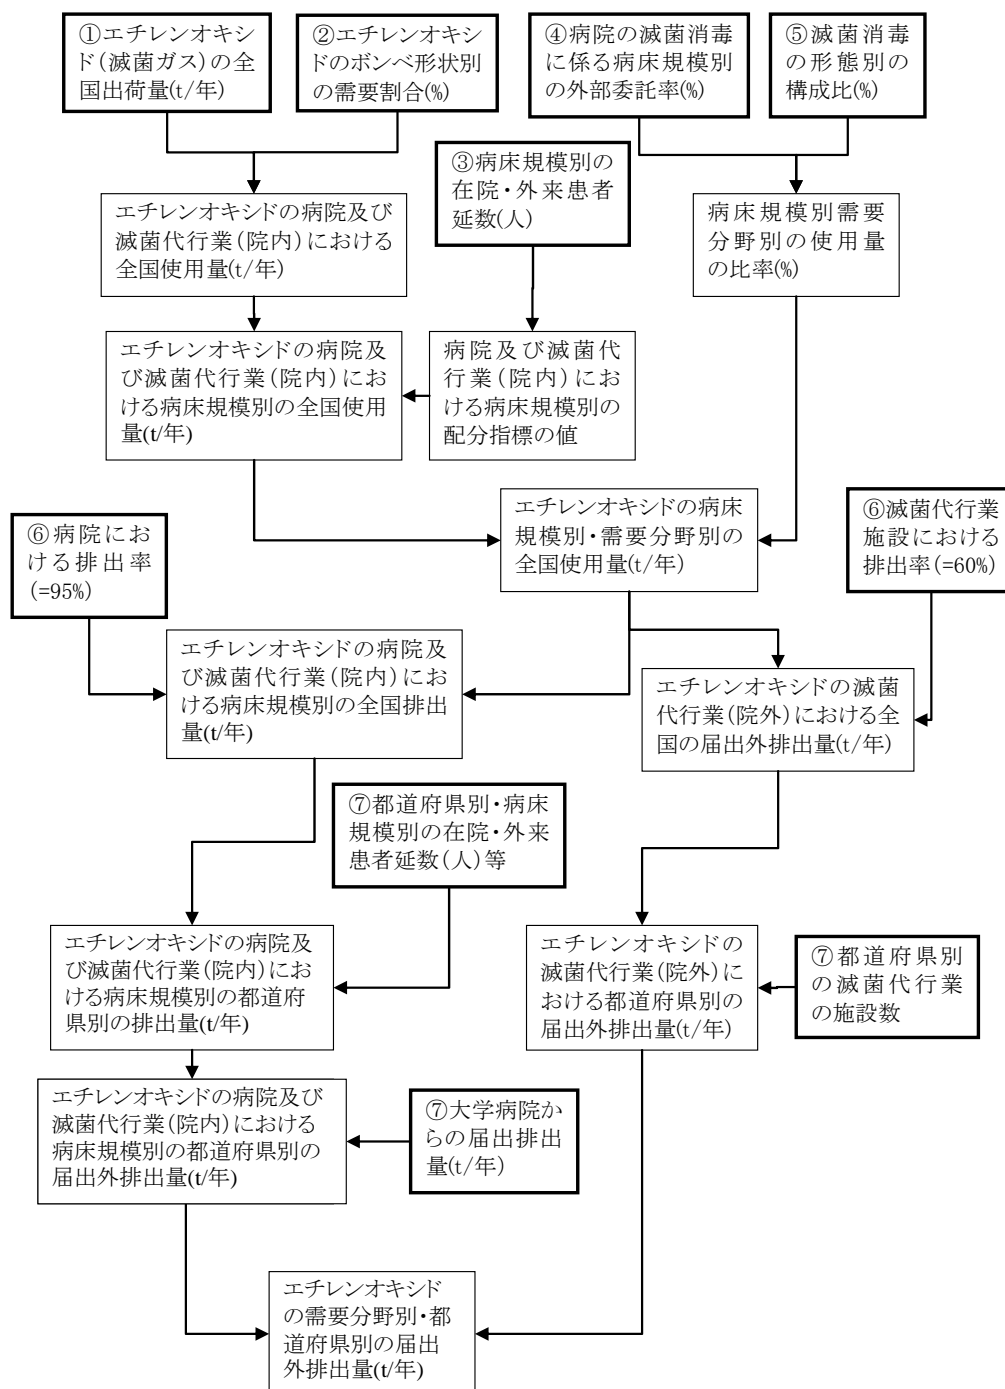 ①エチレンオキシ
ド(滅菌ガス)の全
国出荷量(t/年)
②エチレンオキシ
ドのボンベ形状別
の需要割合(%)
④病院の滅菌消毒
に係る病床規模別
の外部委託率(%)
⑤滅菌消毒
の形態別の
構成比(%)
③病床規模別の
在院・外来患者
延数(人)
エチレンオキシドの病院及び
滅菌代行業(院内)における
全国使用量(t/年)
病床規模別需要
分野別の使用量
の比率(%)
エチレンオキシドの病院及
び滅菌代行業(院内)にお
ける病床規模別の全国使用
量(t/年)
病院及び滅菌代
行業(院内)にお
ける病床規模別の
配分指標の値
エチレンオキシドの病床
規模別・需要分野別の
全国使用量(t/年)
⑥病院にお
ける排出率
(=95%)
⑥滅菌代行業
施設における
排出率(=60%)
エチレンオキシドの病院及
び滅菌代行業(院内)にお
ける病床規模別の全国排出
量(t/年)
エチレンオキシドの滅菌
代行業(院外)における全
国の届出外排出量(t/年)
⑦都道府県別・病床
規模別の在院・外来
患者延数(人)等
エチレンオキシドの病院及
び滅菌代行業(院内)にお
ける病床規模別の都道府
県別の排出量(t/年)
エチレンオキシドの
滅菌代行業(院外)に
おける都道府県別の
届出外排出量(t/年)
⑦都道府県別
の滅菌代行業
の施設数
エチレンオキシドの病院及び
滅菌代行業(院内)における
病床規模別の都道府県別の
届出外排出量(t/年)
⑦大学病院か
らの届出排出
量(t/年)
エチレンオキシド
の需要分野別・都
道府県別の届出
外排出量(t/年)